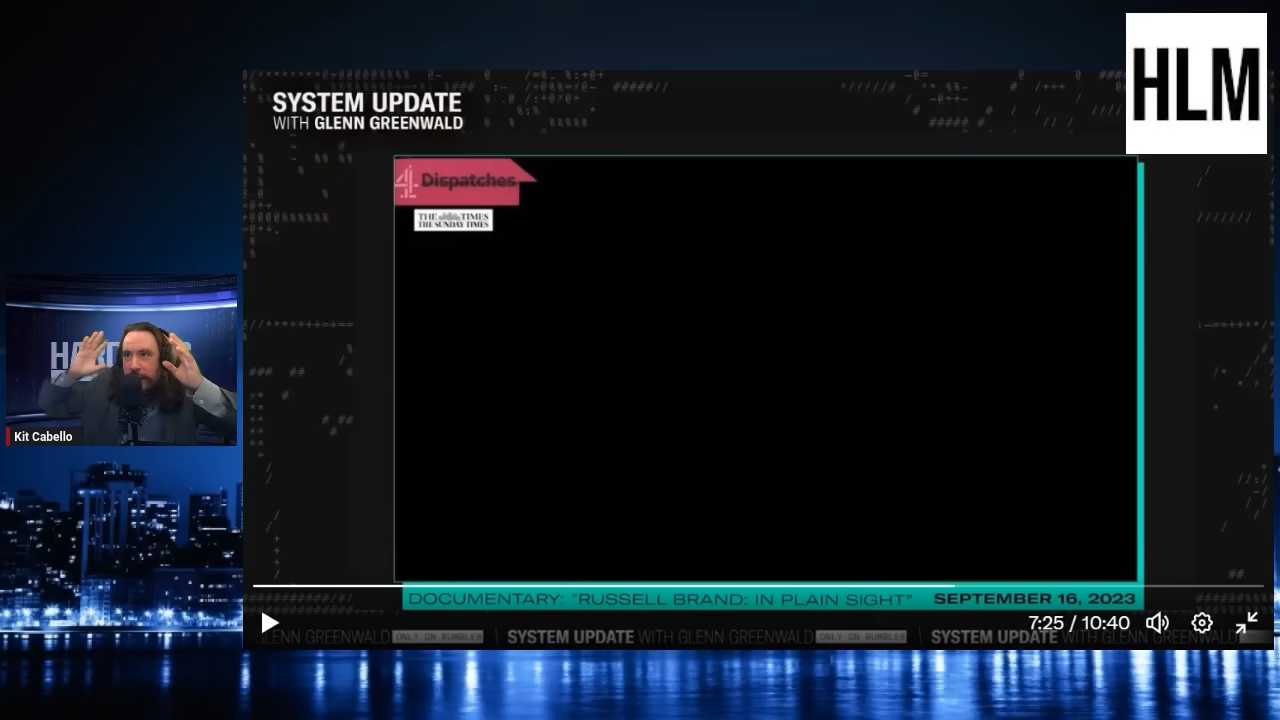 HLM
SYSTEM UPDATE
WITH GLENN GREENWALD
4 Dispatches
THE TIMES
THE SUNDAY TIMES
HARD
Kit Cabello
DOCUMENTARY: "RUSSELL BRAND: IN PLAIN SIGHT" SEPTEMBER 16, 2023
7:25 / 10:40
GLENN GREENWALD ONLY ON RUMBLE SYSTEM UPDATE WITH GLENN GREENWALD ONLY ON RUMBLE SYSTEM UPDATE WITH GLENN GREENWALD